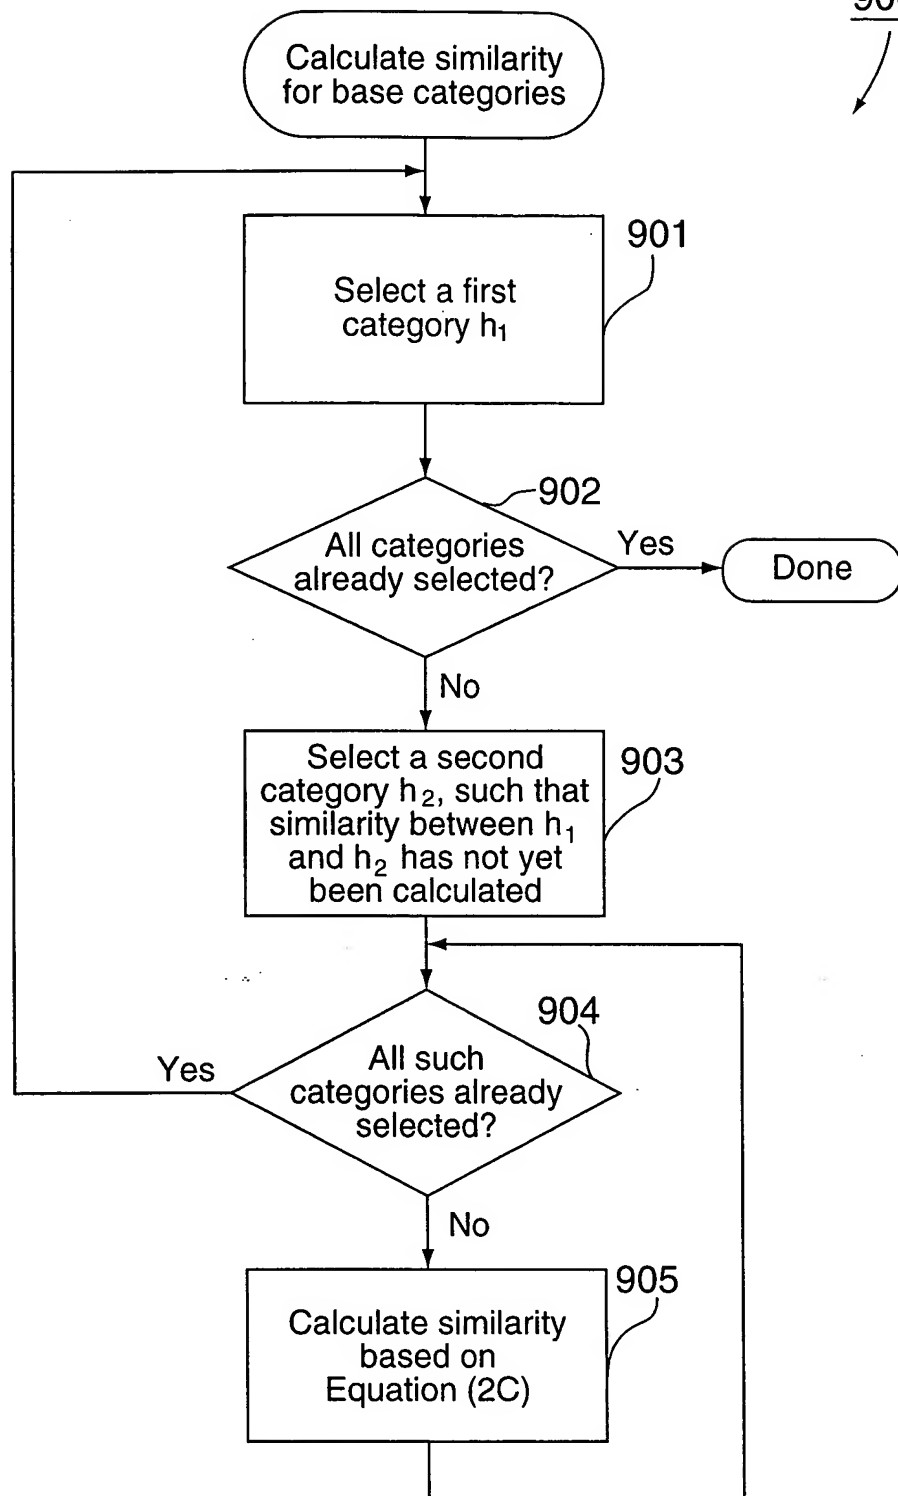 Calculate similarity
for base categories
901
Select a first
category h₁
902
All categories
already selected?
Yes
Done
No
Select a second
category h₂, such that
similarity between h₁
and h₂ has not yet
been calculated
903
904
All such
categories already
selected?
Yes
No
905
Calculate similarity
based on
Equation (2C)